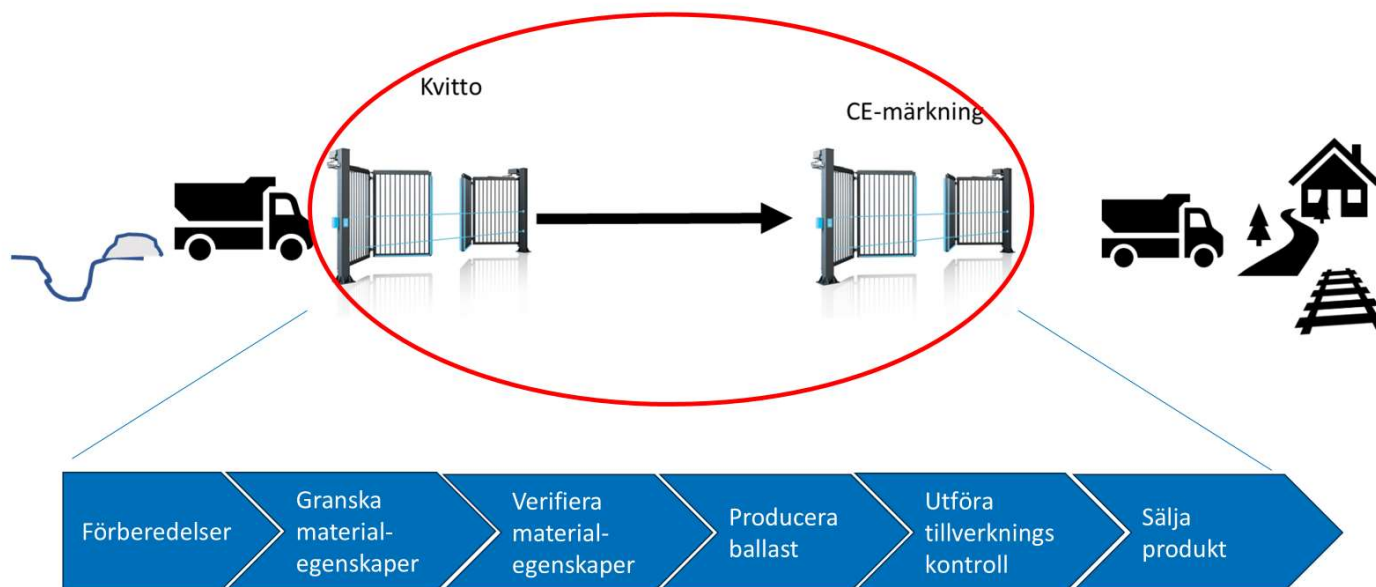 Kvitto
CE-märkning
Förberedelser
Granska
material-
egenskaper
Verifiera
material-
egenskaper
Producera
ballast
Utföra
tillverknings
kontroll
Sälja
produkt